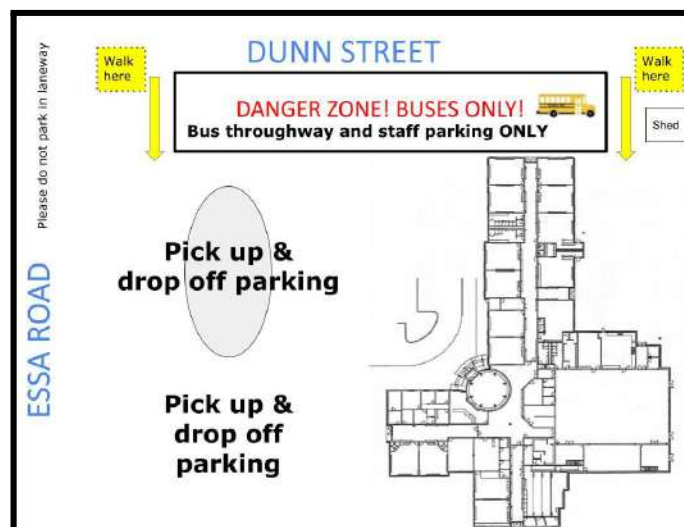 DUNN STREET
Walk
here
Walk
here
DANGER ZONE! BUSES ONLY!
Bus throughway and staff parking ONLY
Shed
Please do not park in laneway
ESSA ROAD
Pick up &
drop off parking
Pick up &
drop off
parking